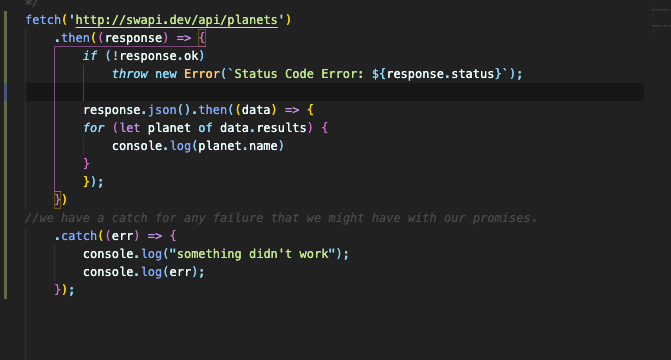 */
fetch('http://swapi.dev/api/planets')
    .then((response) => {
        if (!response.ok)
            throw new Error(`Status Code Error: ${response.status}`);

        response.json().then((data) => {
        for (let planet of data.results) {
            console.log(planet.name)
        }
        });
    })
//we have a catch for any failure that we might have with our promises.
    .catch((err) => {
        console.log("something didn't work");
        console.log(err);
    });